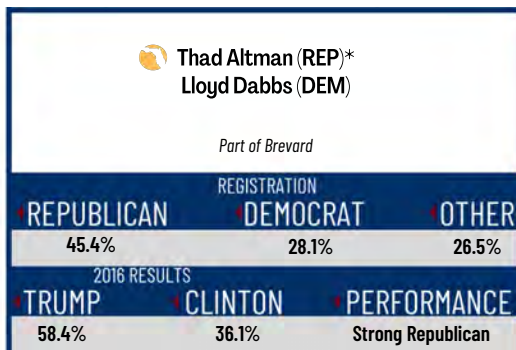 Thad Altman (REP)*
Lloyd Dabbs (DEM)
Part of Brevard
REGISTRATION
REPUBLICAN DEMOCRAT OTHER
45.4% 28.1% 26.5%
2016 RESULTS
TRUMP CLINTON PERFORMANCE
58.4% 36.1% Strong Republican